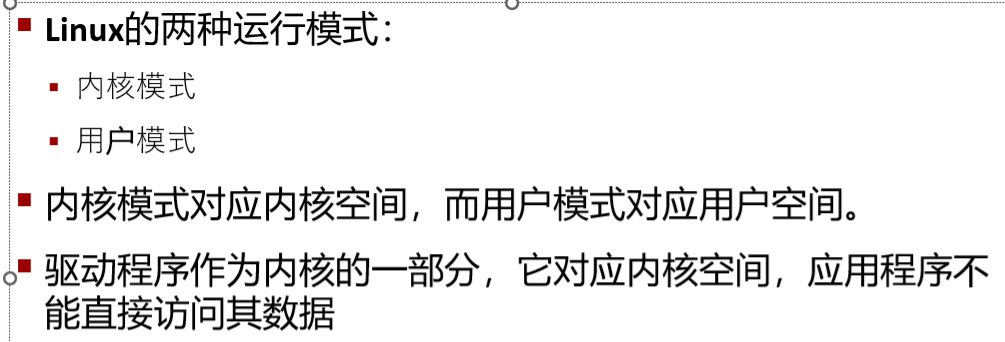 Linux的两种运行模式：
内核模式
用户模式
内核模式对应内核空间，而用户模式对应用户空间。
驱动程序作为内核的一部分，它对应内核空间，应用程序不
能直接访问其数据